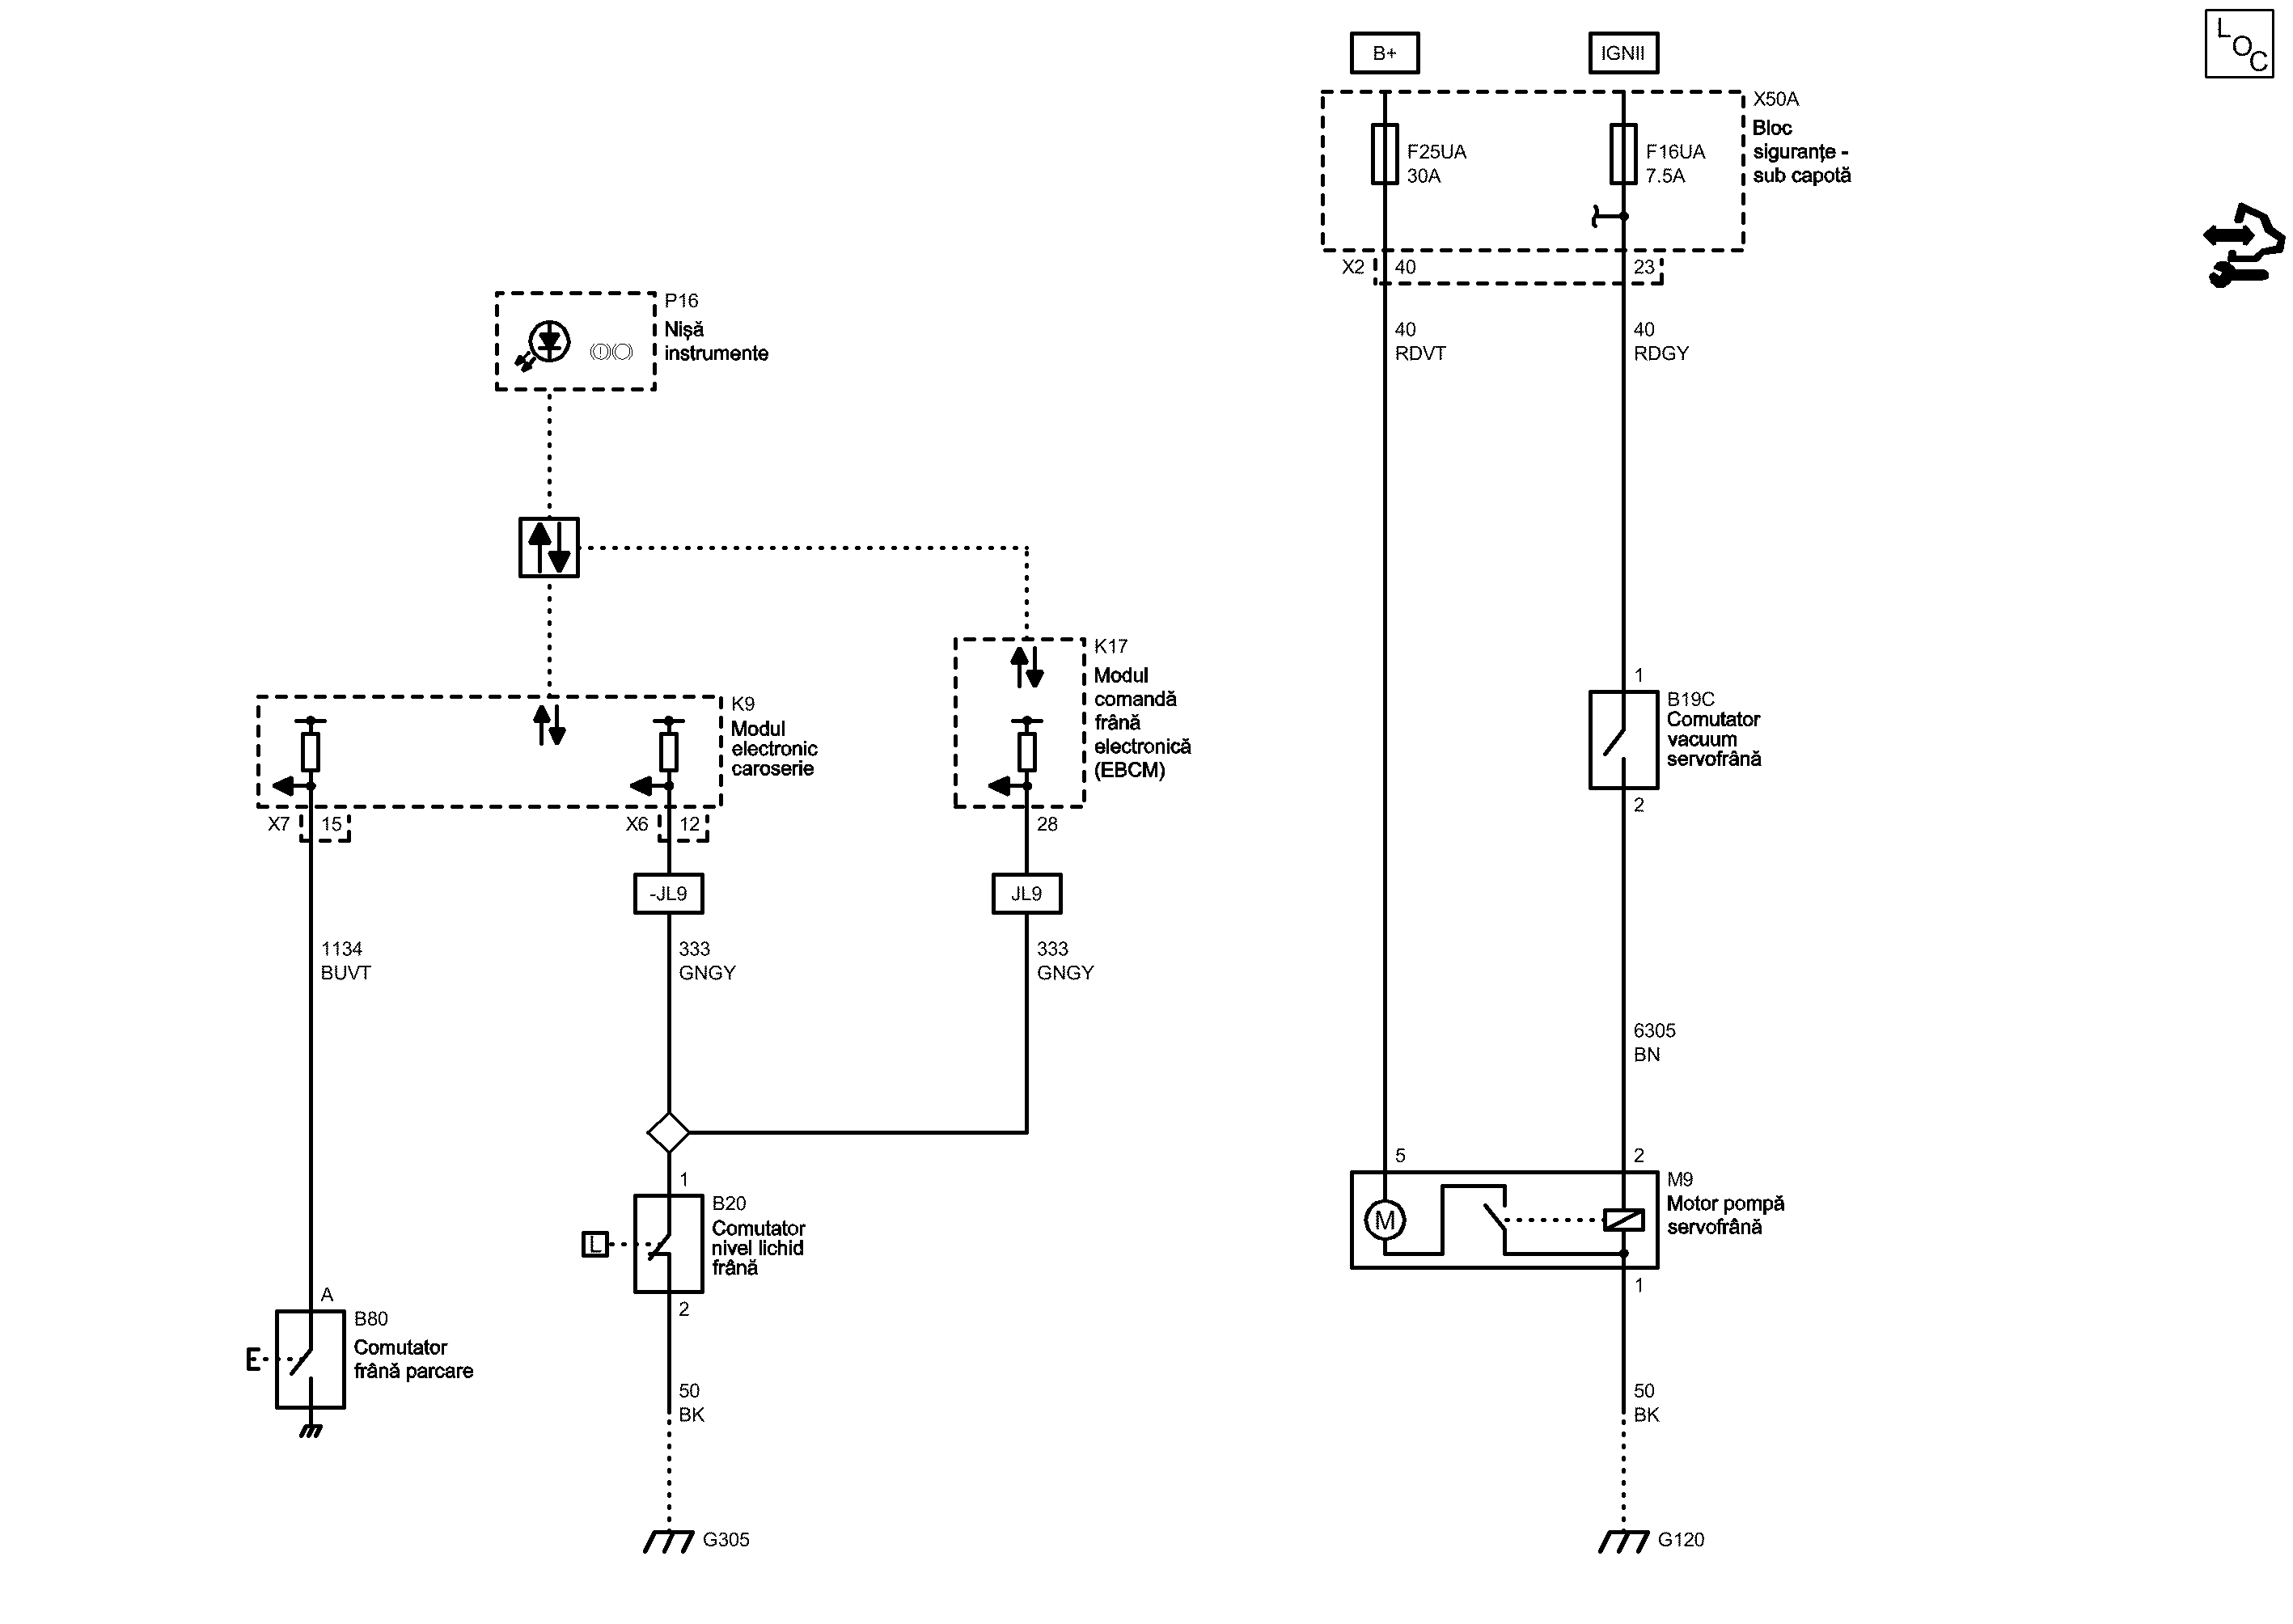 B+
IGNII
L
O
C
X50A
Bloc
siguranțe -
sub capotă
F25UA
30A
F16UA
7.5A
X2
40
23
40
RDVT
40
RDGY
P16
Nișă
instrumente
K17
Modul
comandă
frână
electronică
(EBCM)
K9
Modul
electronic
caroserie
X7
15
X6
12
28
-JL9
JL9
1134
BUVT
333
GNGY
333
GNGY
1
B19C
Comutator
vacuum
servofrână
2
6305
BN
1
B20
Comutator
nivel lichid
frână
L
2
A
B80
Comutator
frână parcare
50
BK
G305
5
2
M9
Motor pompă
servofrână
M
1
50
BK
G120